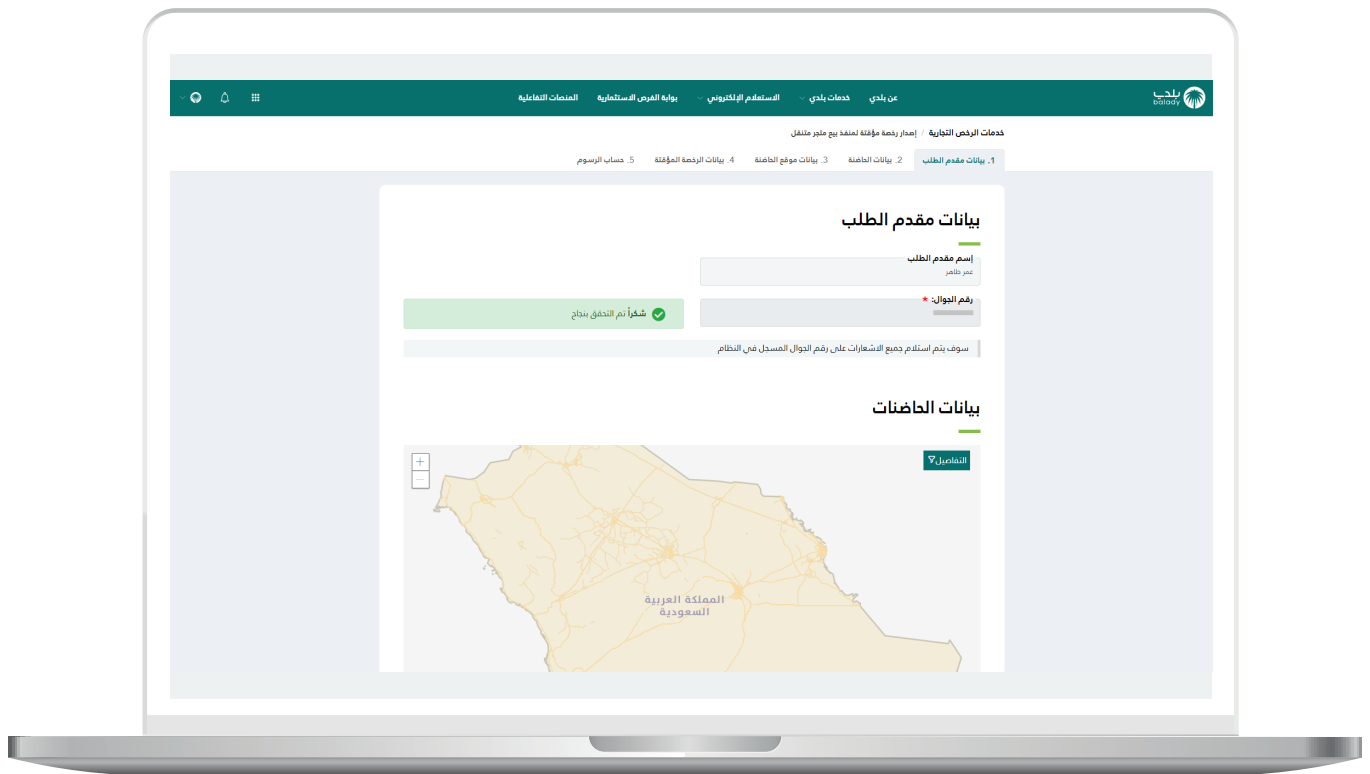 بلدي
balady
عن بلدي
خدمات بلدي
الاستعلام الإلكتروني
بوابة الفرص الاستثمارية
المنصات التفاعلية
خدمات الرخص التجارية / إصدار رخصة مؤقتة لمنفذ بيع متجر متنقل
1. بيانات مقدم الطلب
2. بيانات الحاضنة
3. بيانات موقع الحاضنة
4. بيانات الرخصة المؤقتة
5. حساب الرسوم
بيانات مقدم الطلب
إسم مقدم الطلب
عمر طاهر
رقم الجوال: *
شكراً تم التحقق بنجاح
سوف يتم استلام جميع الاشعارات على رقم الجوال المسجل في النظام
بيانات الحاضنات
التفاصيل
+
−
المملكة العربية
السعودية